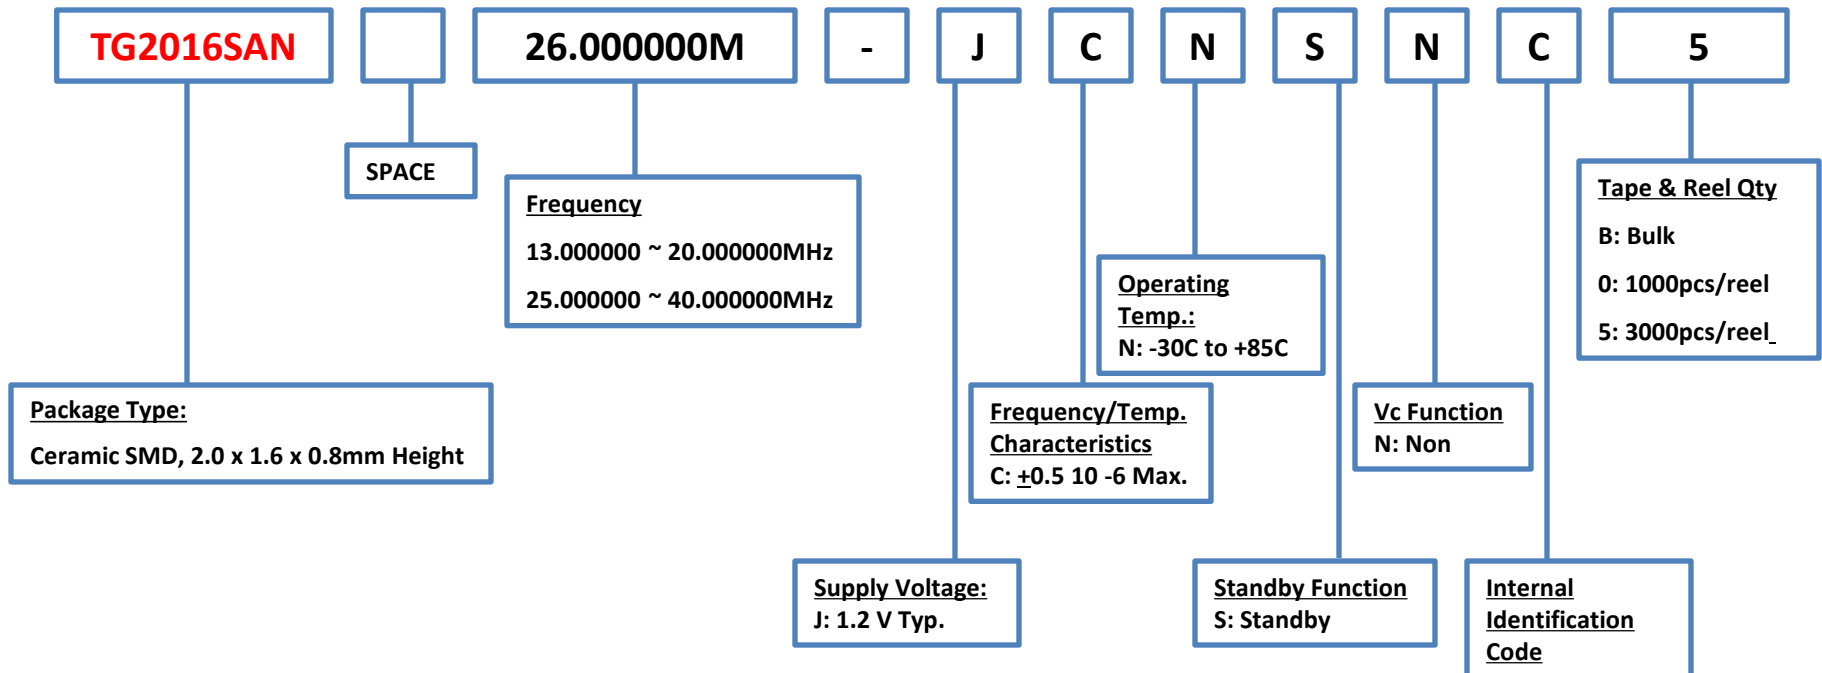 TG2016SAN 26.000000M - J C N S N C 5
SPACE
Frequency
13.000000 ~ 20.000000MHz
25.000000 ~ 40.000000MHz
Tape & Reel Qty
B: Bulk
0: 1000pcs/reel
5: 3000pcs/reel
Operating
Temp.:
N: -30C to +85C
Package Type:
Ceramic SMD, 2.0 x 1.6 x 0.8mm Height
Frequency/Temp.
Characteristics
C: ±0.5 10 -6 Max.
Vc Function
N: Non
Supply Voltage:
J: 1.2 V Typ.
Standby Function
S: Standby
Internal
Identification
Code